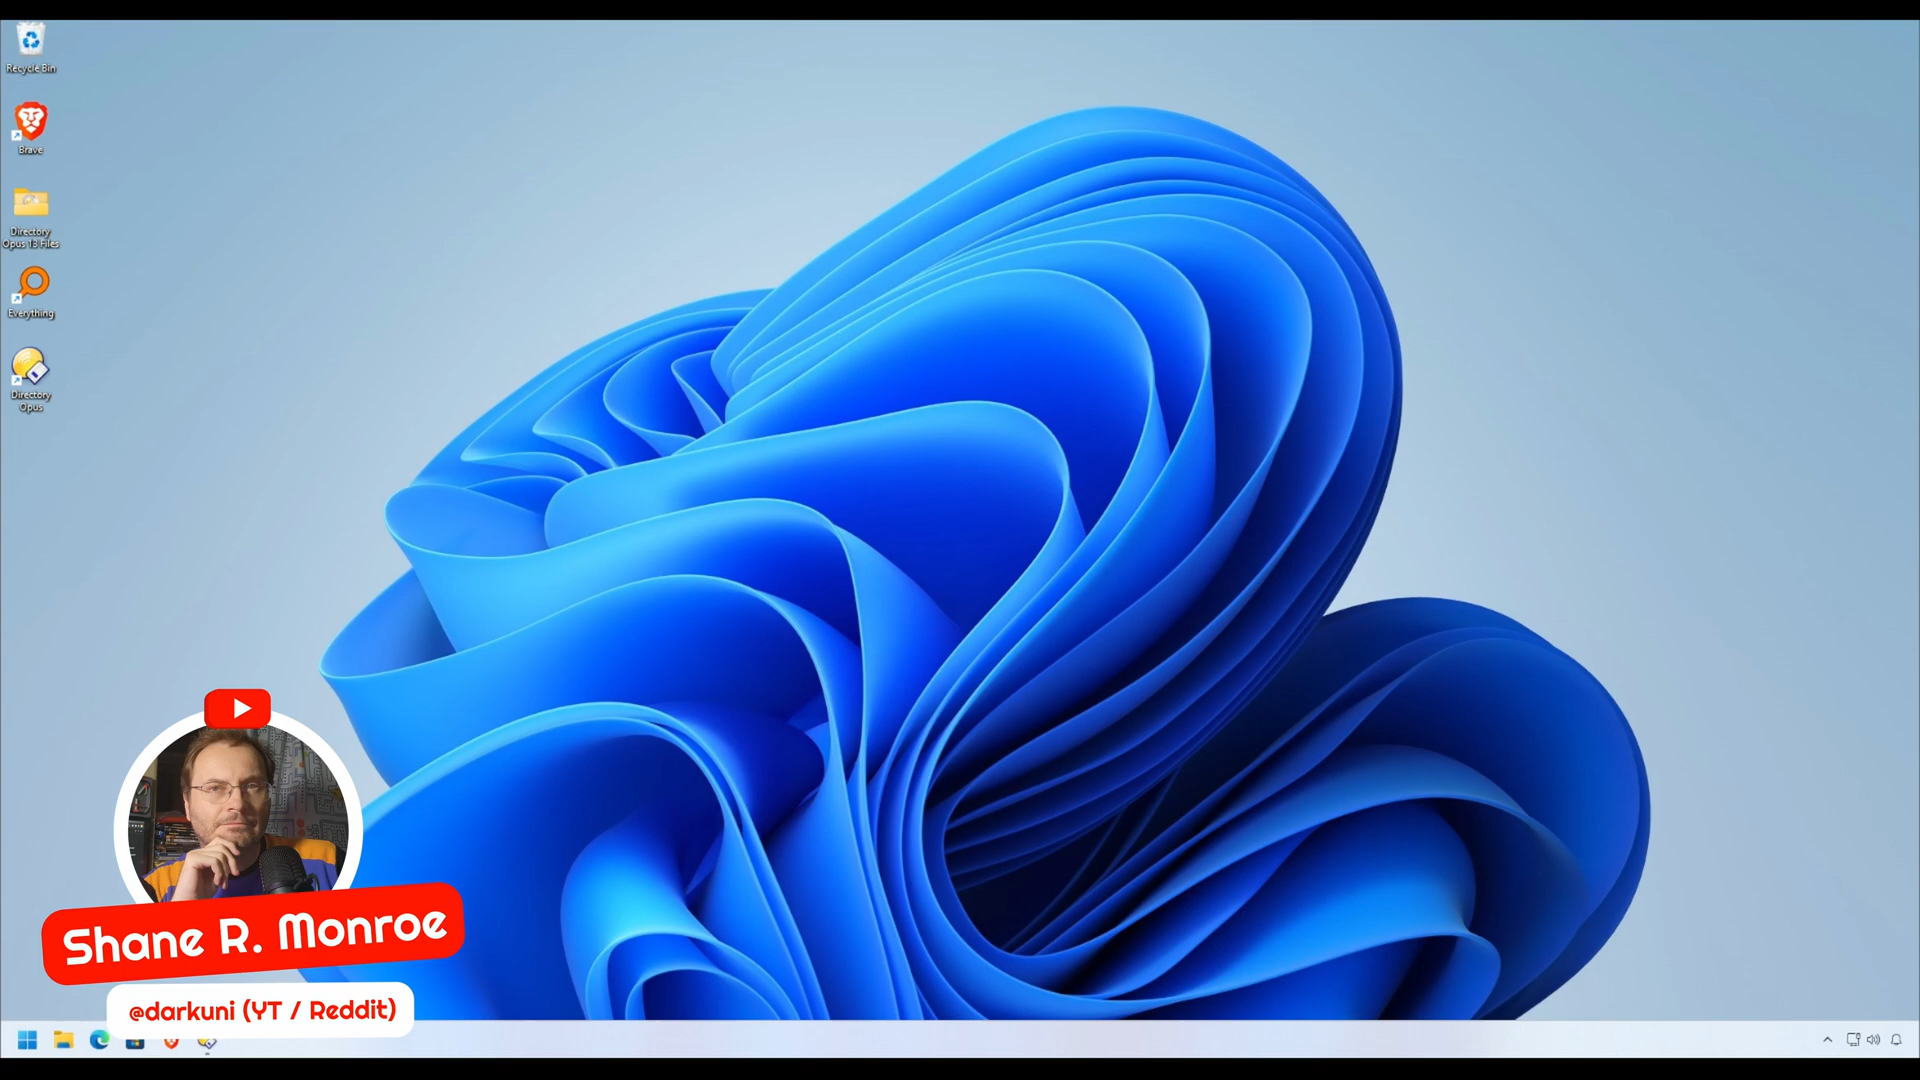 Recycle Bin
Brave
Directory
Opus 13 Files
Everything
Directory
Opus
Shane R. Monroe
@darkuni (YT / Reddit)